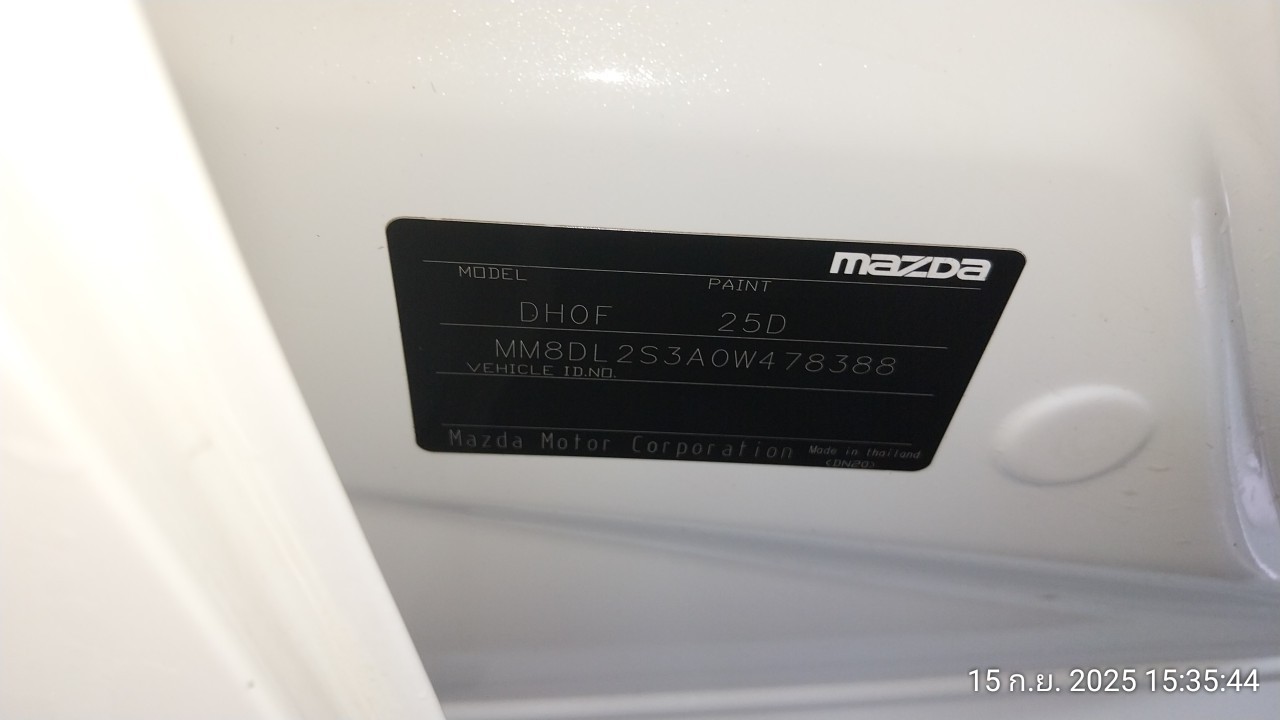 mazda
MODEL PAINT
DH0F 25D
MM8DL2S3A0W478388
VEHICLE ID.NO.
Mazda Motor Corporation Made in thailand
<DN20>
15 ก.ย. 2025 15:35:44